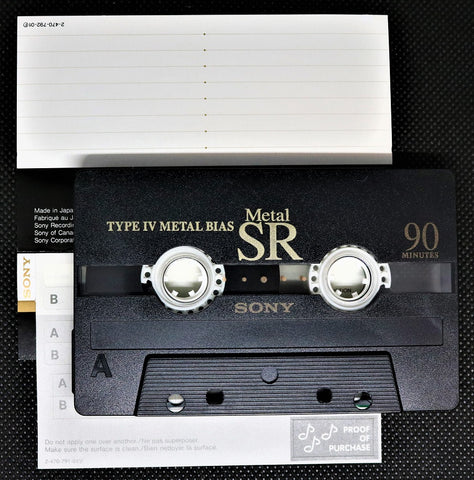 2-470-792-01
Made in Japa
Fabriqué au J
Sony Recordin
Sony of Cana
Sony Corporat
SONY
TYPE IV METAL BIAS
Metal
SR
90
MINUTES
SONY
A
B
A
B
A
B
PROOF
OF
PURCHASE
Do not apply one over another./Ne pas superposer.
Make sure the surface is clean./Bien nettoyer la surface.